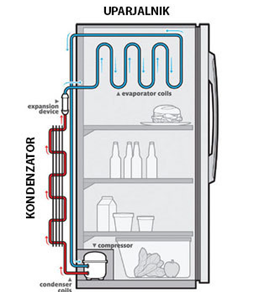 UPARJALNIK
evaporator coils
expansion
device
KONDENZATOR
compressor
condenser
coils